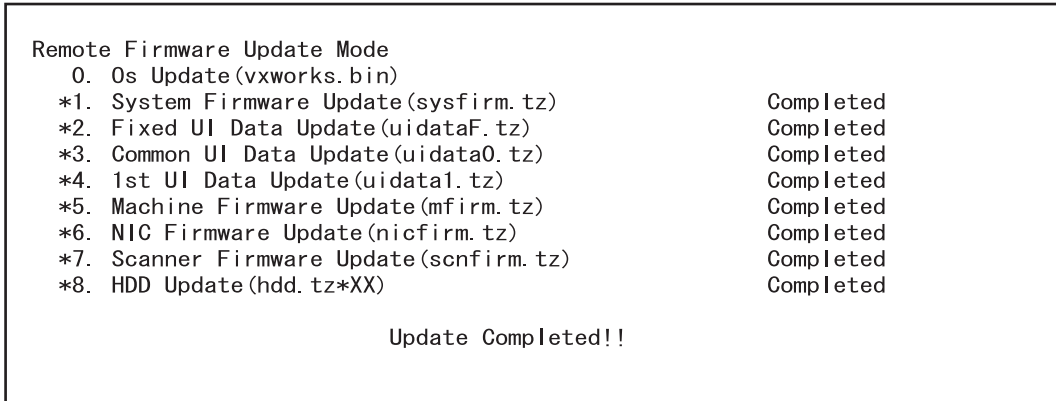 Remote Firmware Update Mode
0. Os Update(vxworks.bin)
*1. System Firmware Update(sysfirm.tz) Completed
*2. Fixed UI Data Update(uidataF.tz) Completed
*3. Common UI Data Update(uidata0.tz) Completed
*4. 1st UI Data Update(uidata1.tz) Completed
*5. Machine Firmware Update(mfirm.tz) Completed
*6. NIC Firmware Update(nicfirm.tz) Completed
*7. Scanner Firmware Update(scnfirm.tz) Completed
*8. HDD Update(hdd.tz*XX) Completed
Update Completed!!